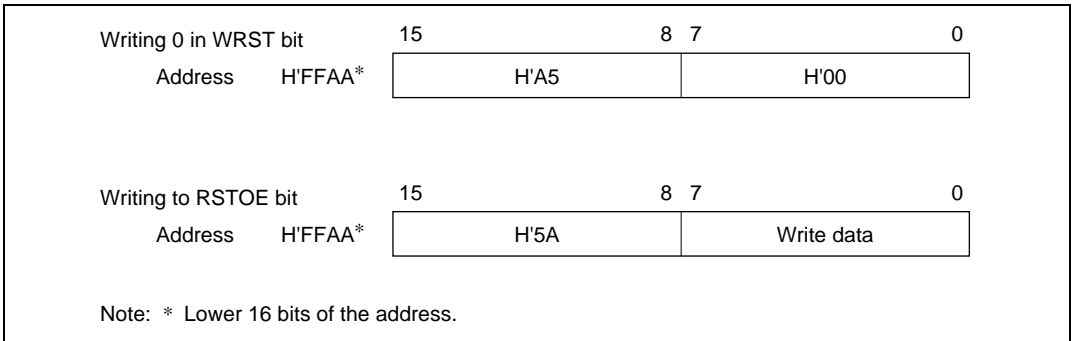 Writing 0 in WRST bit 15 8 7 0
Address H'FFAA* H'A5 H'00
Writing to RSTOE bit 15 8 7 0
Address H'FFAA* H'5A Write data
Note: * Lower 16 bits of the address.